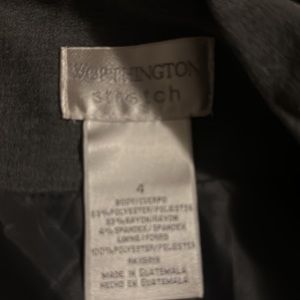 WORTHINGTON
stretch
4
BODY/CUERPO
63% POLYESTER/POLIESTER
33% RAYON/RAYON
4% SPANDEX/SPANDEX
LINING/FORRO
100% POLYESTER/POLIESTER
MADE IN GUATEMALA
HECHO EN GUATEMALA